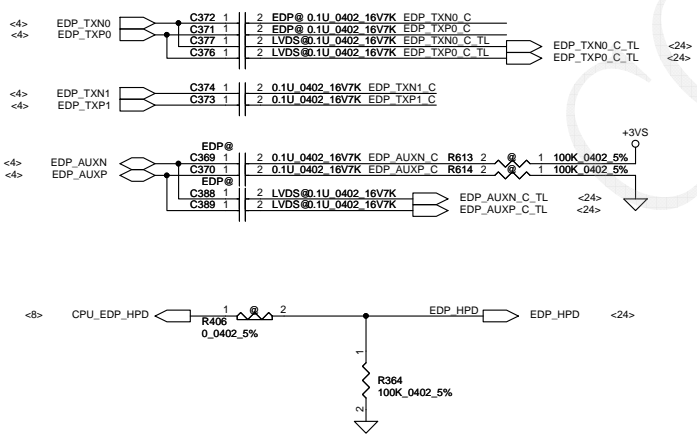 <4> EDP_TXN0 C372 1 2 EDP@ 0.1U_0402_16V7K EDP_TXN0_C
<4> EDP_TXP0 C371 1 2 EDP@ 0.1U_0402_16V7K EDP_TXP0_C
C377 1 2 LVDS@0.1U_0402_16V7K EDP_TXN0_C_TL EDP_TXN0_C_TL <24>
C376 1 2 LVDS@0.1U_0402_16V7K EDP_TXP0_C_TL EDP_TXP0_C_TL <24>
<4> EDP_TXN1 C374 1 2 0.1U_0402_16V7K EDP_TXN1_C
<4> EDP_TXP1 C373 1 2 0.1U_0402_16V7K EDP_TXP1_C
+3VS
EDP@
<4> EDP_AUXN C369 1 2 0.1U_0402_16V7K EDP_AUXN_C R613 2 @ 1 100K_0402_5%
<4> EDP_AUXP C370 1 2 0.1U_0402_16V7K EDP_AUXP_C R614 2 @ 1 100K_0402_5%
EDP@
C388 1 2 LVDS@0.1U_0402_16V7K EDP_AUXN_C_TL <24>
C389 1 2 LVDS@0.1U_0402_16V7K EDP_AUXP_C_TL <24>
<8> CPU_EDP_HPD 1 @ 2 EDP_HPD EDP_HPD <24>
R406
0_0402_5%
1
R364
100K_0402_5%
2